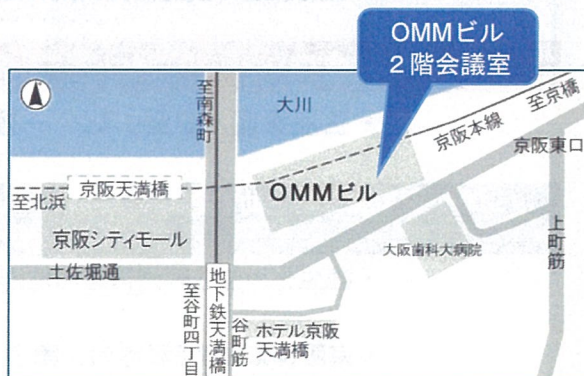 OMMビル
2階会議室
至南森町
大川
京阪本線
至京橋
京阪東口
京阪天満橋
至北浜
OMMビル
京阪シティモール
大阪歯科大病院
上町筋
土佐堀通
地下鉄天満橋
至谷町四丁目
谷町筋
ホテル京阪
天満橋